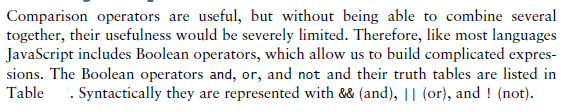 Comparison operators are useful, but without being able to combine several
together, their usefulness would be severely limited. Therefore, like most languages
JavaScript includes Boolean operators, which allow us to build complicated expres-
sions. The Boolean operators and, or, and not and their truth tables are listed in
Table . Syntactically they are represented with && (and), || (or), and ! (not).